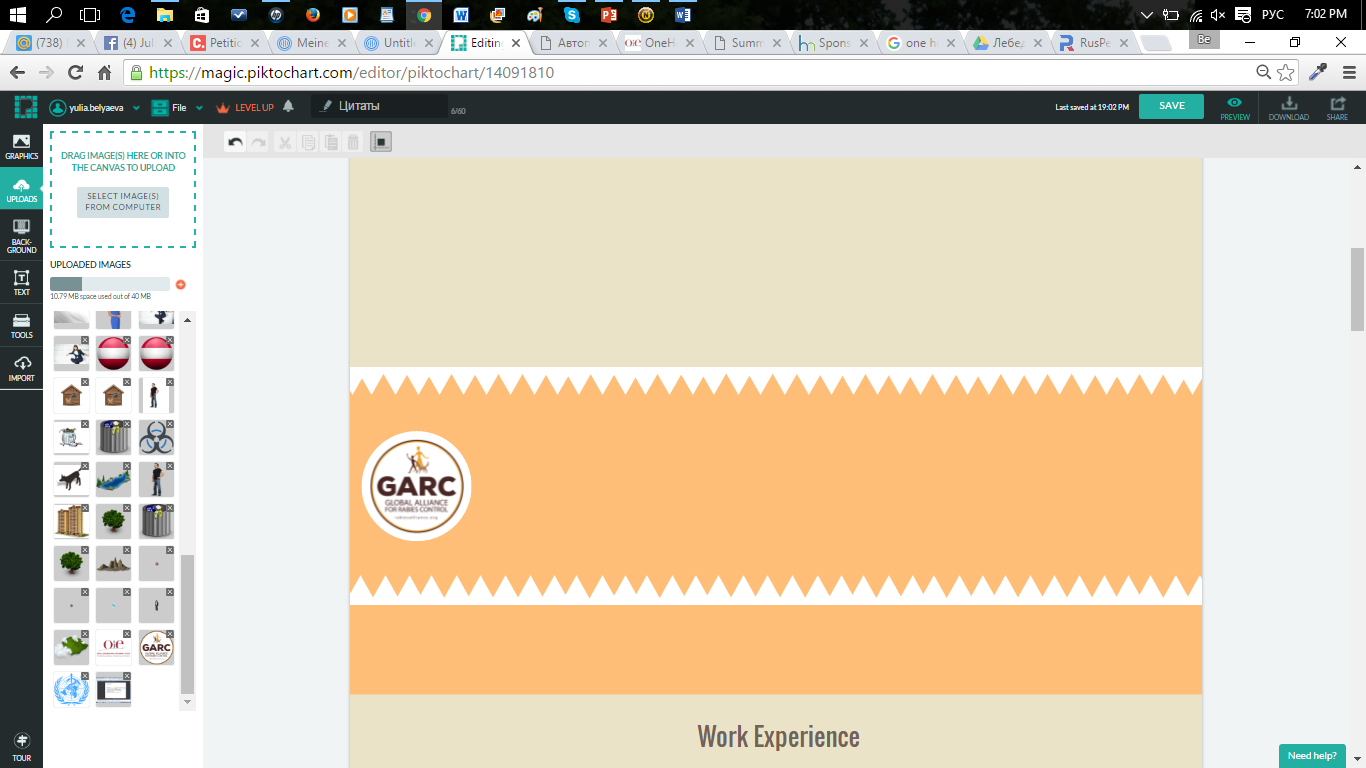 (738)
(4) Jul
Petitio
Meine
Untitle
Editin
Автоп
OneH
Summ
Spons
one h
Лебед
RusPe
Be
РУС
7:02 PM
https://magic.piktochart.com/editor/piktochart/14091810
yulia.belyaeva
File
LEVEL UP
Цитаты
6/60
Last saved at 19:02 PM
SAVE
PREVIEW
DOWNLOAD
SHARE
GRAPHICS
UPLOADS
BACK-
GROUND
TEXT
TOOLS
IMPORT
TOUR
DRAG IMAGE(S) HERE OR INTO
THE CANVAS TO UPLOAD
SELECT IMAGE(S)
FROM COMPUTER
UPLOADED IMAGES
10.79 MB space used out of 40 MB
Oie
GARC
GARC
GLOBAL ALLIANCE
FOR RABIES CONTROL
Work Experience
Need help?